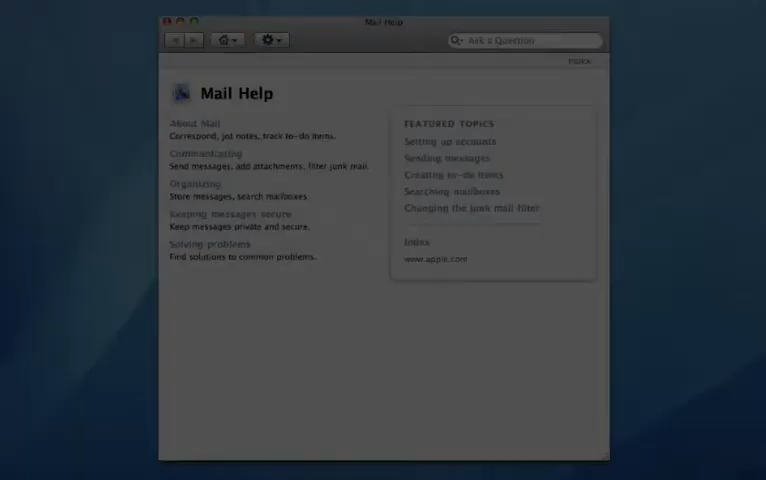 Mail Help
Ask a Question
Index
Mail Help
About Mail
Correspond, jot notes, track to-do items.
Communicating
Send messages, add attachments, filter junk mail.
Organizing
Store messages, search mailboxes
Keeping messages secure
Keep messages private and secure.
Solving problems
Find solutions to common problems.
FEATURED TOPICS
Setting up accounts
Sending messages
Creating to-do items
Searching mailboxes
Changing the junk mail filter
Index
www.apple.com